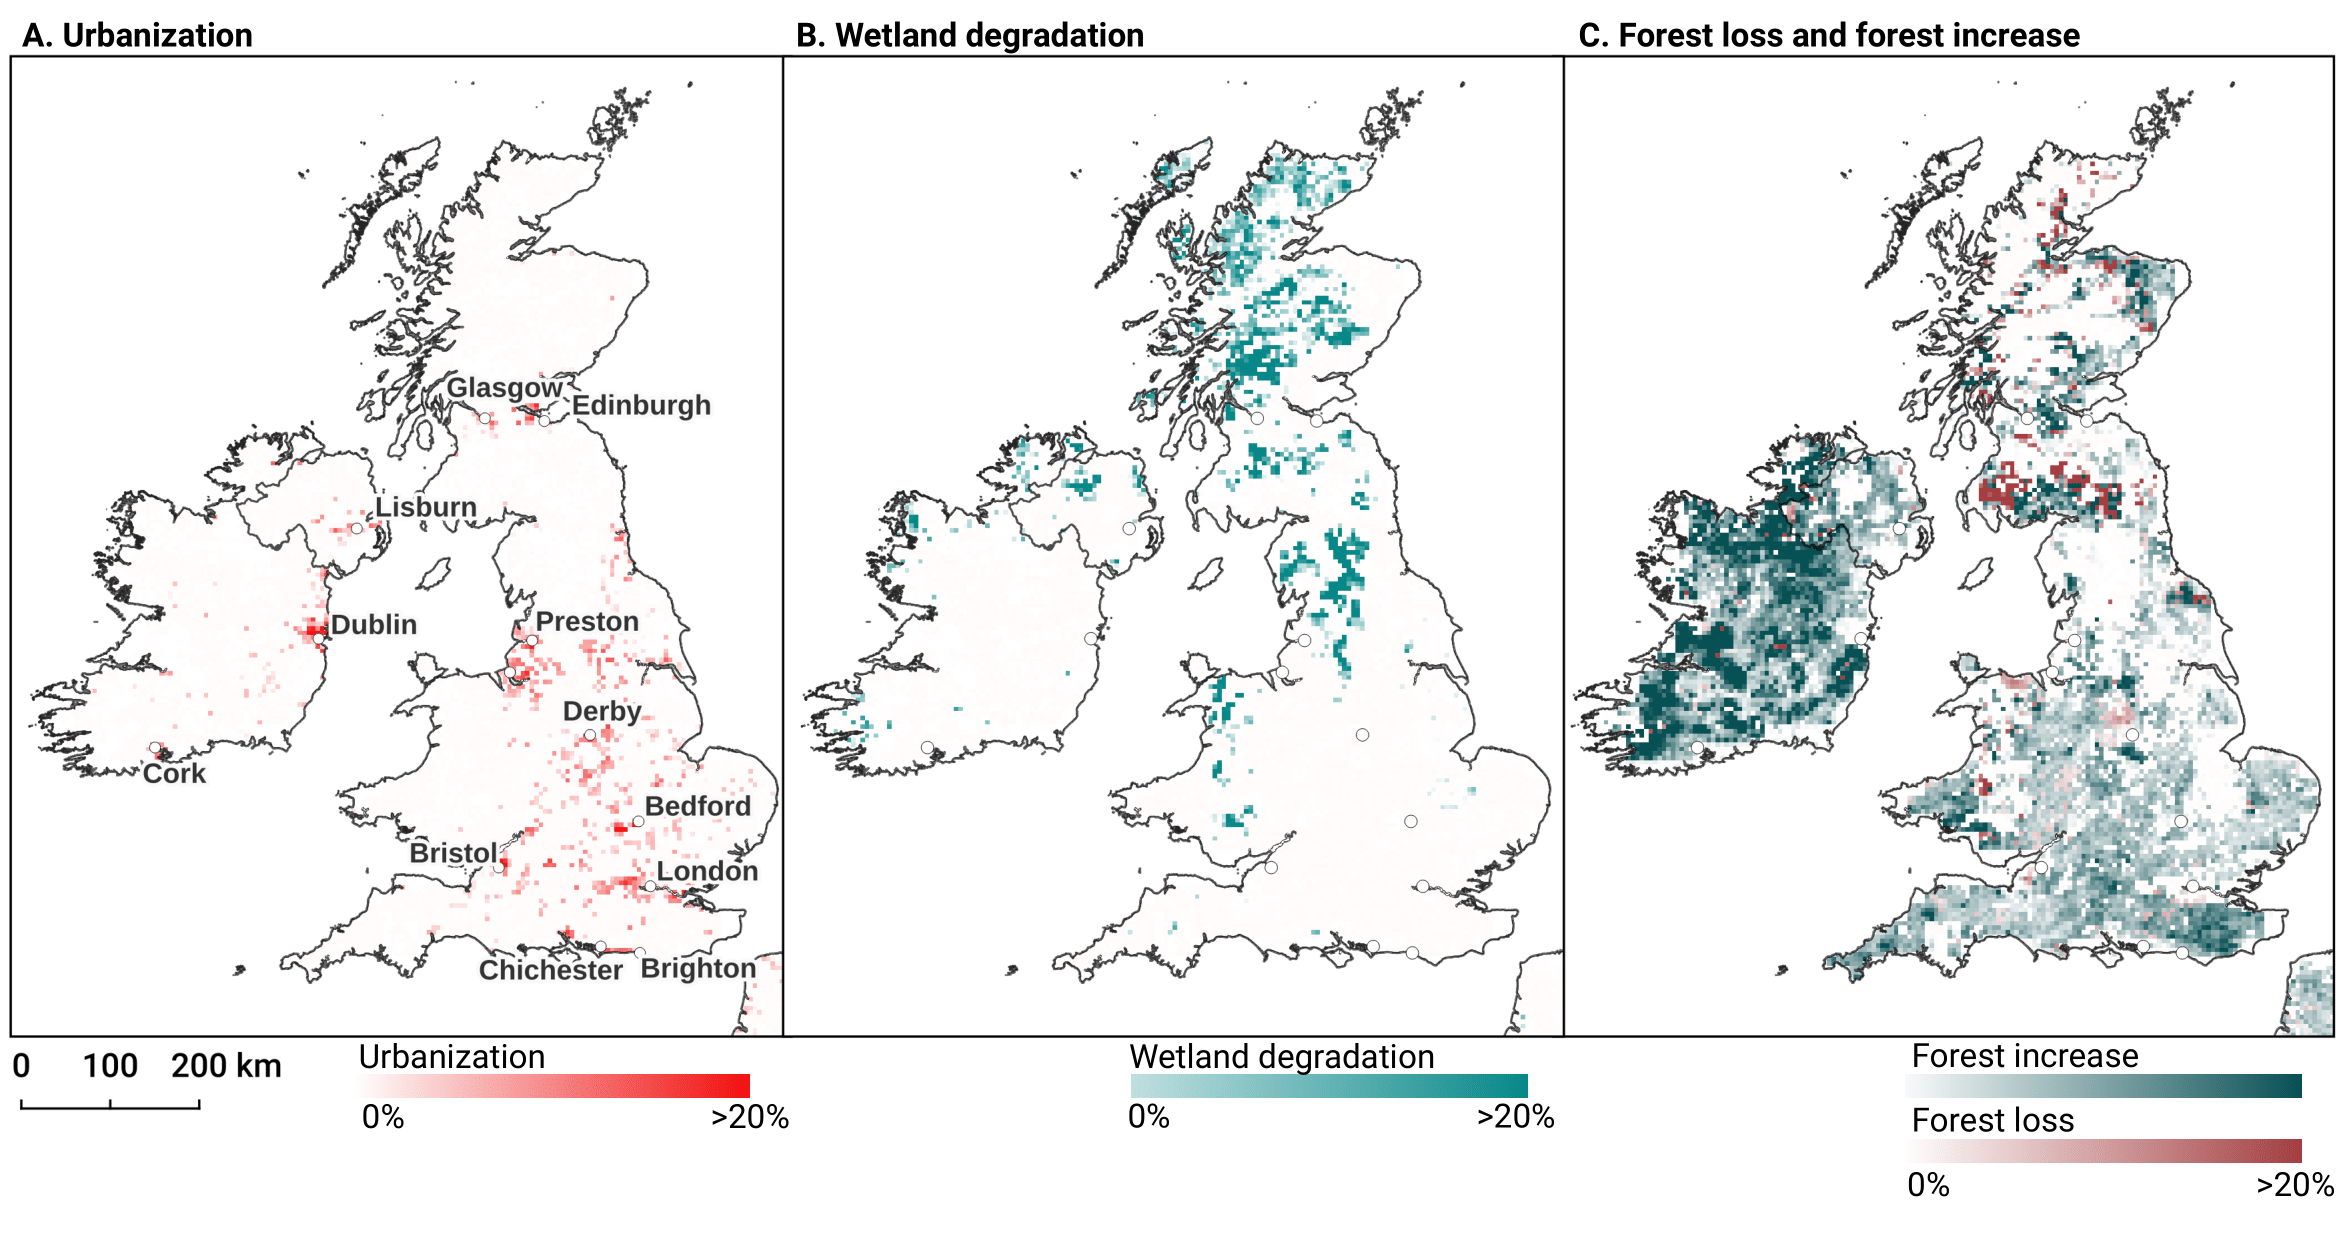 A. Urbanization
B. Wetland degradation
C. Forest loss and forest increase
Glasgow
Edinburgh
Lisburn
Dublin
Preston
Derby
Cork
Bedford
Bristol
London
Chichester
Brighton
0 100 200 km
Urbanization
0% >20%
Wetland degradation
0% >20%
Forest increase
Forest loss
0% >20%